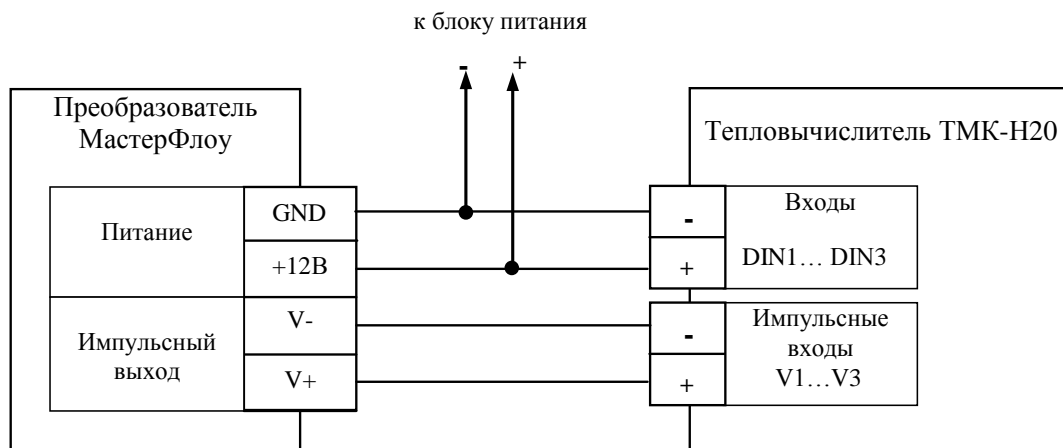 к блоку питания
- +
Преобразователь
МастерФлоу
Тепловычислитель ТМК-Н20
Питание
GND
+12В
-
+
Входы
DIN1... DIN3
Импульсный
выход
V-
V+
-
+
Импульсные
входы
V1...V3